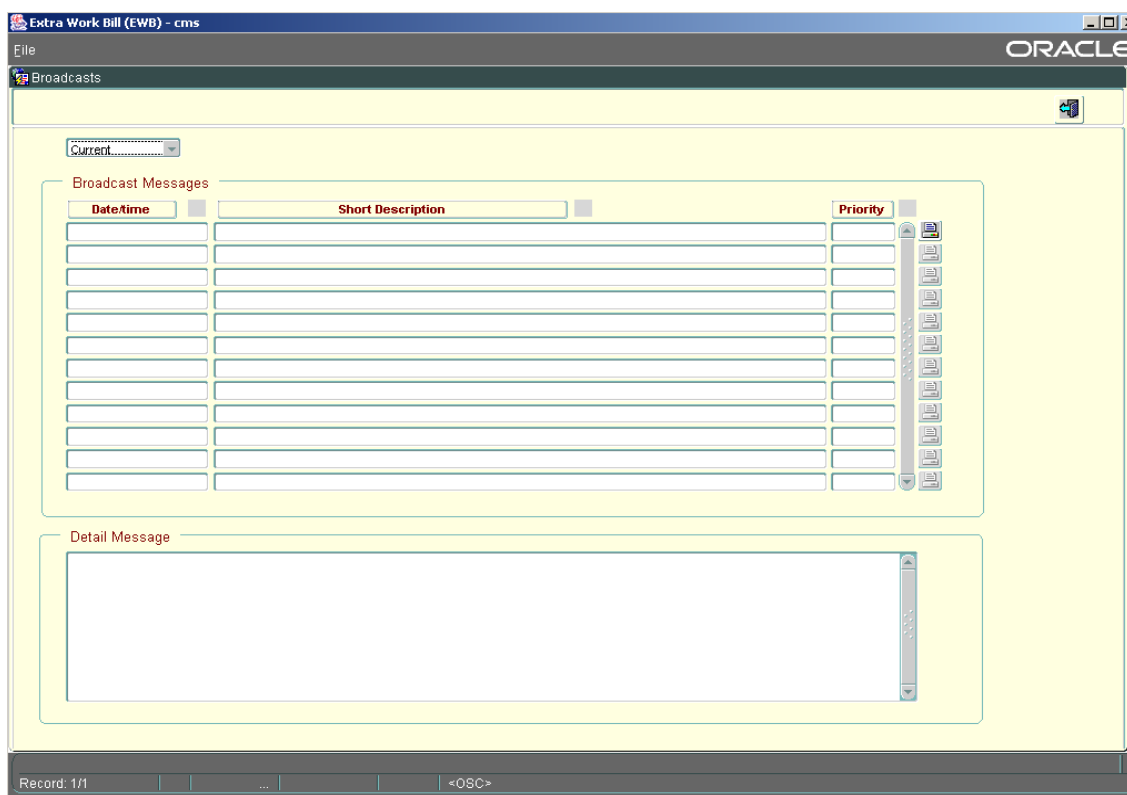 Extra Work Bill (EWB) - cms
File
ORACLE
Broadcasts
Current
Broadcast Messages
Date/time Short Description Priority
Detail Message
Record: 1/1 ... <OSC>